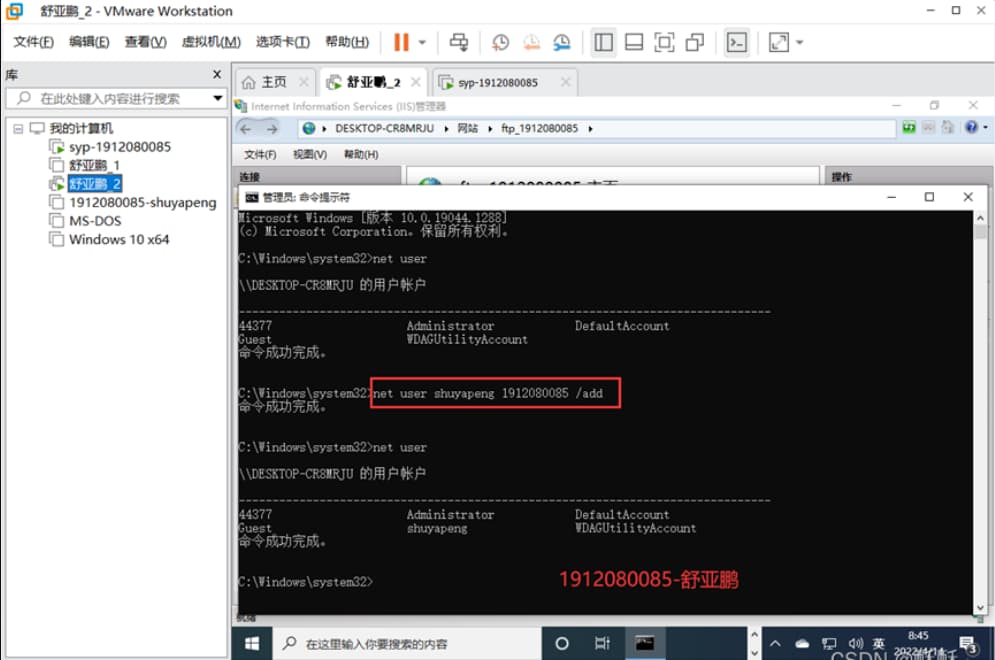 舒亚鹏_2 - VMware Workstation
文件(F) 编辑(E) 查看(V) 虚拟机(M) 选项卡(T) 帮助(H)
库
在此处键入内容进行搜索
我的计算机
syp-1912080085
舒亚鹏_1
舒亚鹏_2
1912080085-shuyapeng
MS-DOS
Windows 10 x64
主页 舒亚鹏_2 syp-1912080085
Internet Information Services (IIS)管理器
DESKTOP-CR8MRJU 网站 ftp_1912080085
文件(F) 视图(V) 帮助(H)
连接 操作
管理员: 命令提示符
Microsoft Windows [版本 10.0.19044.1288]
(c) Microsoft Corporation。保留所有权利。
C:\Windows\system32>net user
\\DESKTOP-CR8MRJU 的用户帐户
-------------------------------------------------------------------------------
44377 Administrator DefaultAccount
Guest WDAGUtilityAccount
命令成功完成。
C:\Windows\system32>net user shuyapeng 1912080085 /add
命令成功完成。
C:\Windows\system32>net user
\\DESKTOP-CR8MRJU 的用户帐户
-------------------------------------------------------------------------------
44377 Administrator DefaultAccount
Guest shuyapeng WDAGUtilityAccount
命令成功完成。
C:\Windows\system32>
1912080085-舒亚鹏
就绪
在这里输入你要搜索的内容
英
8:45
3